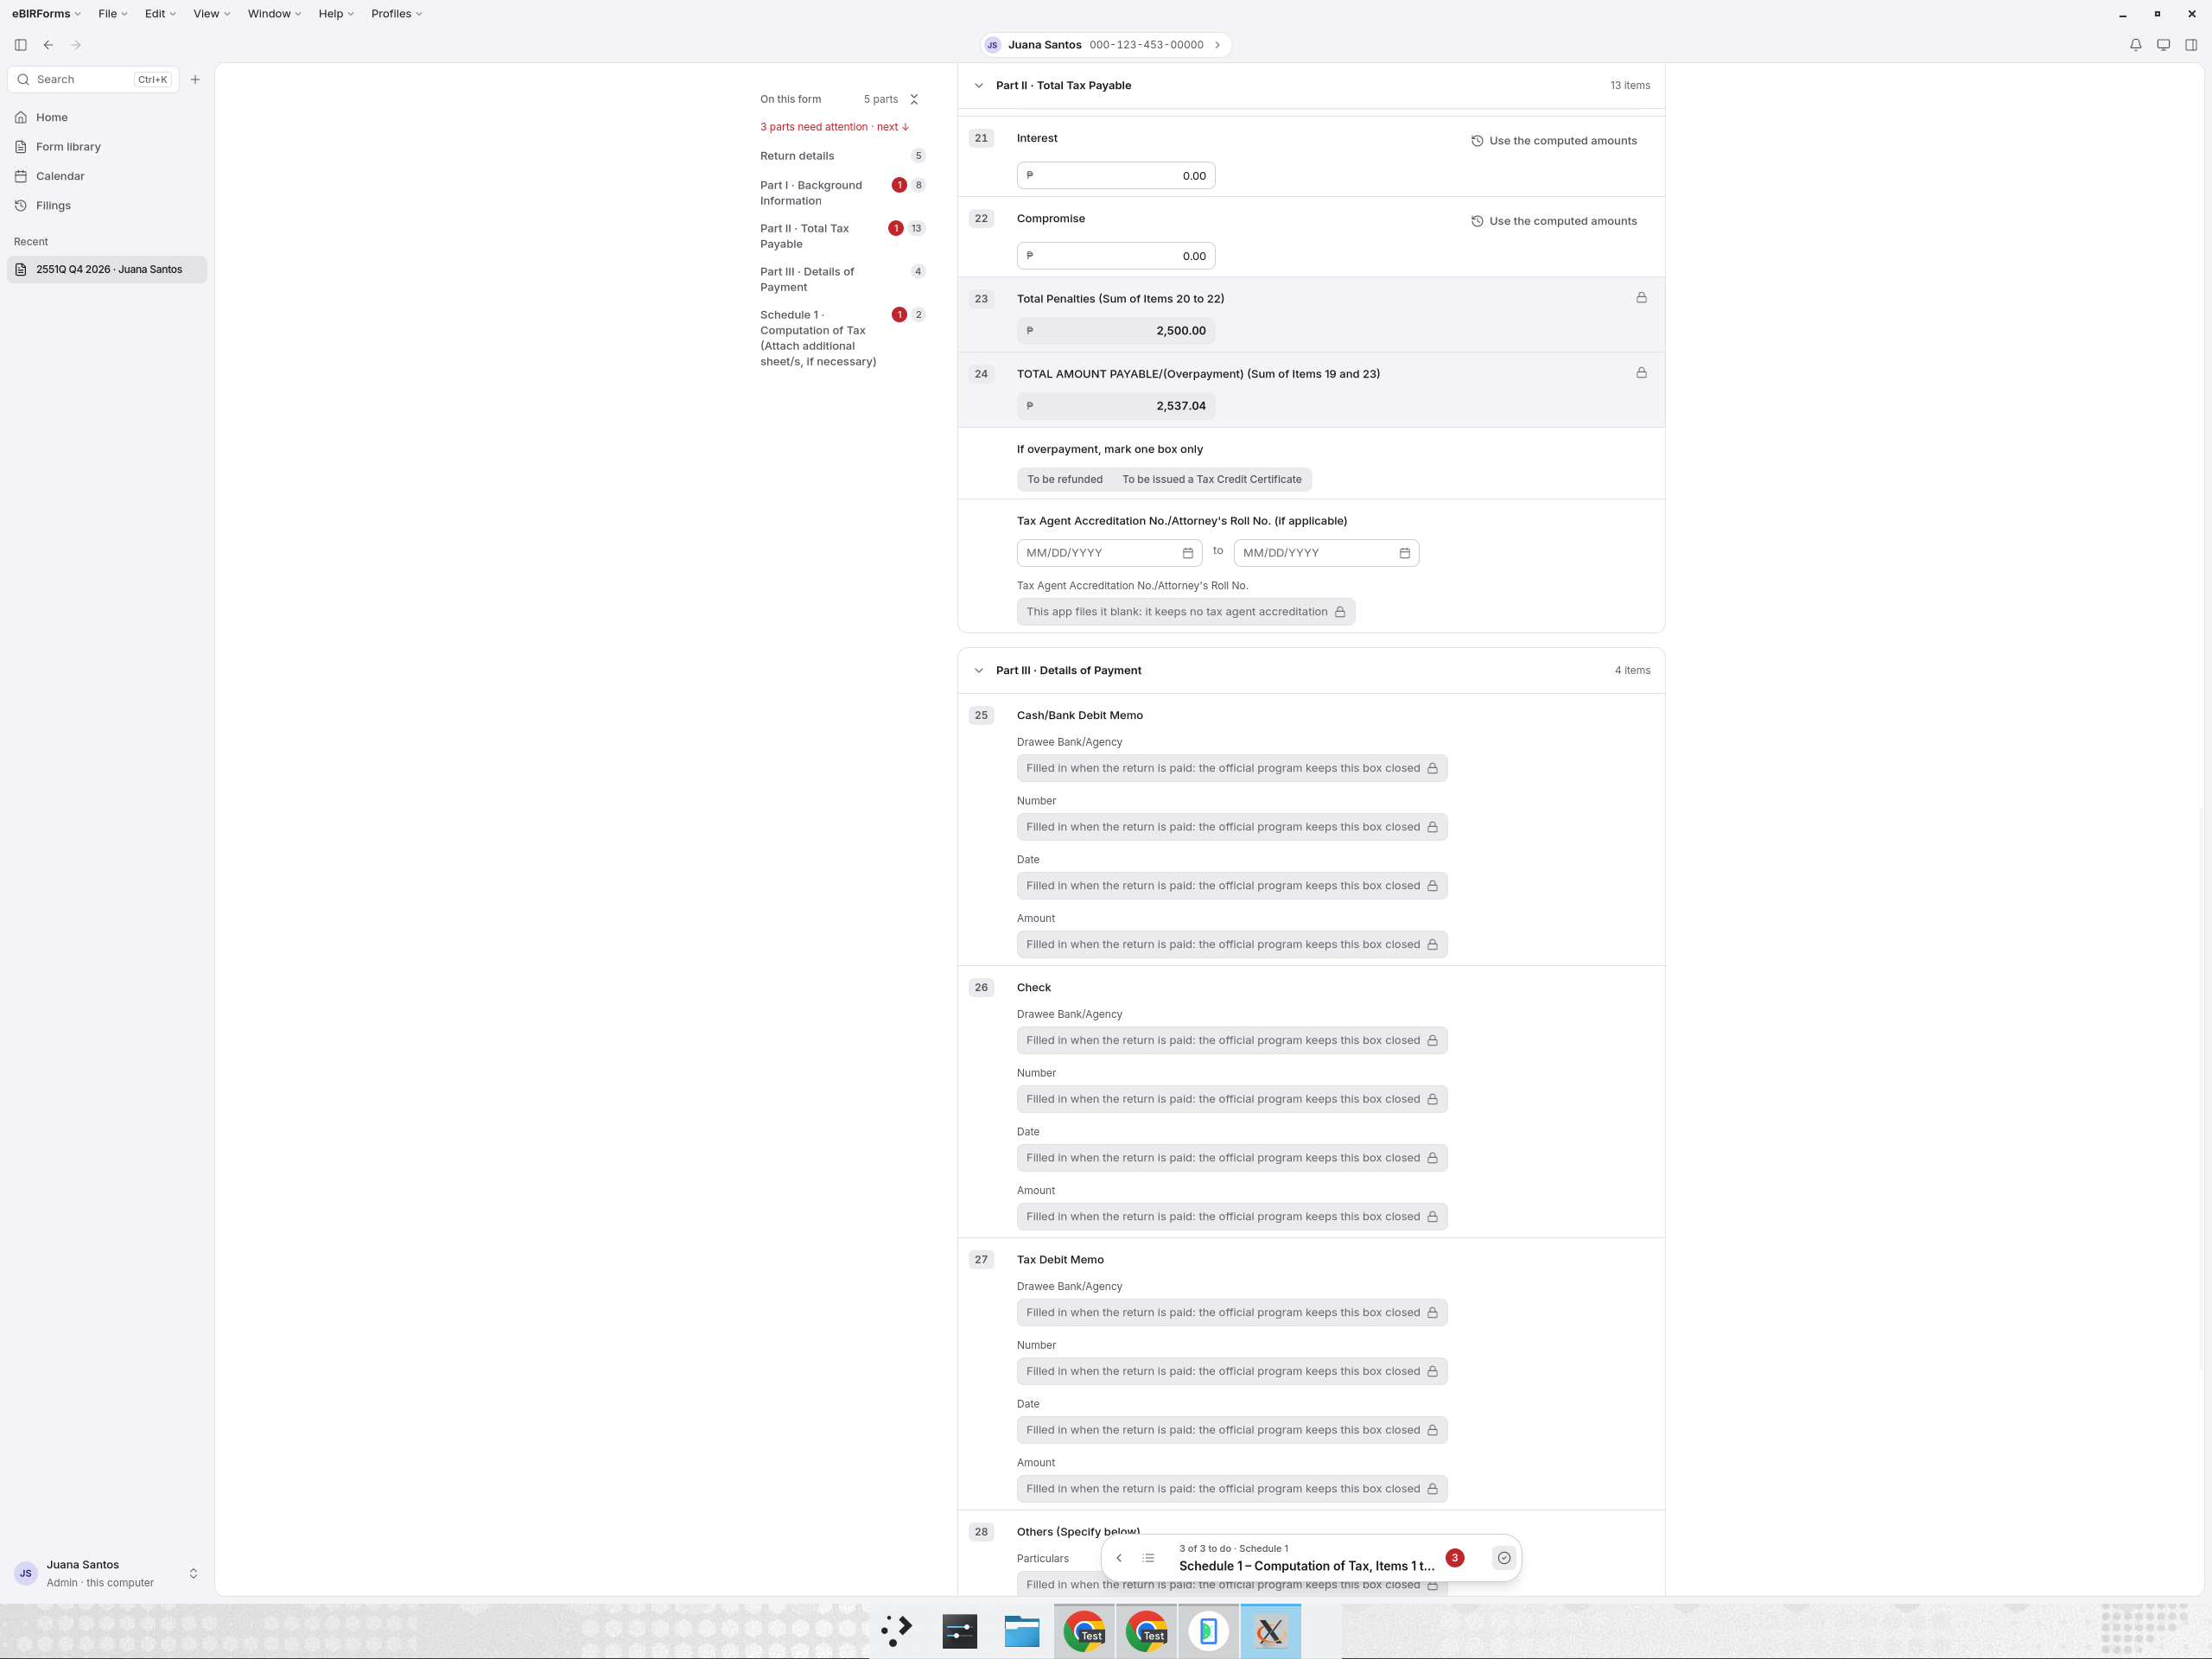 eBIRForms File Edit View Window Help Profiles
JS Juana Santos 000-123-453-00000
Search Ctrl+K
Home
Form library
Calendar
Filings
Recent
2551Q Q4 2026 · Juana Santos
On this form 5 parts
3 parts need attention · next ↓
Return details 5
Part I · Background Information 1 8
Part II · Total Tax Payable 1 13
Part III · Details of Payment 4
Schedule 1 · Computation of Tax (Attach additional sheet/s, if necessary) 1 2
Part II · Total Tax Payable 13 items
21 Interest Use the computed amounts
₱ 0.00
22 Compromise Use the computed amounts
₱ 0.00
23 Total Penalties (Sum of Items 20 to 22)
₱ 2,500.00
24 TOTAL AMOUNT PAYABLE/(Overpayment) (Sum of Items 19 and 23)
₱ 2,537.04
If overpayment, mark one box only
To be refunded To be issued a Tax Credit Certificate
Tax Agent Accreditation No./Attorney's Roll No. (if applicable)
MM/DD/YYYY to MM/DD/YYYY
Tax Agent Accreditation No./Attorney's Roll No.
This app files it blank: it keeps no tax agent accreditation
Part III · Details of Payment 4 items
25 Cash/Bank Debit Memo
Drawee Bank/Agency
Filled in when the return is paid: the official program keeps this box closed
Number
Filled in when the return is paid: the official program keeps this box closed
Date
Filled in when the return is paid: the official program keeps this box closed
Amount
Filled in when the return is paid: the official program keeps this box closed
26 Check
Drawee Bank/Agency
Filled in when the return is paid: the official program keeps this box closed
Number
Filled in when the return is paid: the official program keeps this box closed
Date
Filled in when the return is paid: the official program keeps this box closed
Amount
Filled in when the return is paid: the official program keeps this box closed
27 Tax Debit Memo
Drawee Bank/Agency
Filled in when the return is paid: the official program keeps this box closed
Number
Filled in when the return is paid: the official program keeps this box closed
Date
Filled in when the return is paid: the official program keeps this box closed
Amount
Filled in when the return is paid: the official program keeps this box closed
28 Others (Specify below)
Particulars
Filled in when the return is paid: the official program keeps this box closed
3 of 3 to do · Schedule 1
Schedule 1 – Computation of Tax, Items 1 t... 3
JS Juana Santos
Admin · this computer
Test
Test